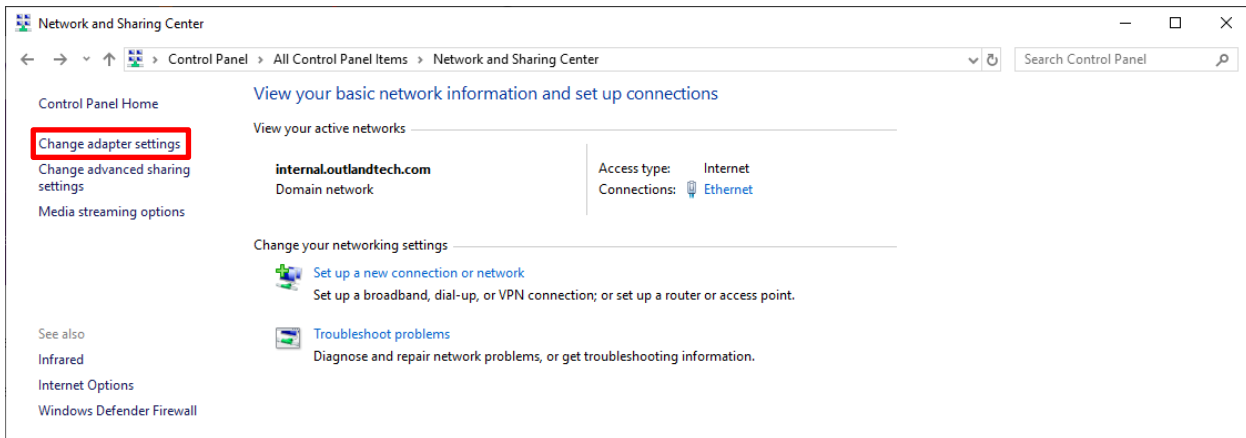 Network and Sharing Center
Control Panel > All Control Panel Items > Network and Sharing Center
Search Control Panel
Control Panel Home
Change adapter settings
Change advanced sharing
settings
Media streaming options
View your basic network information and set up connections
View your active networks
internal.outlandtech.com
Domain network
Access type: Internet
Connections: Ethernet
Change your networking settings
Set up a new connection or network
Set up a broadband, dial-up, or VPN connection; or set up a router or access point.
Troubleshoot problems
Diagnose and repair network problems, or get troubleshooting information.
See also
Infrared
Internet Options
Windows Defender Firewall